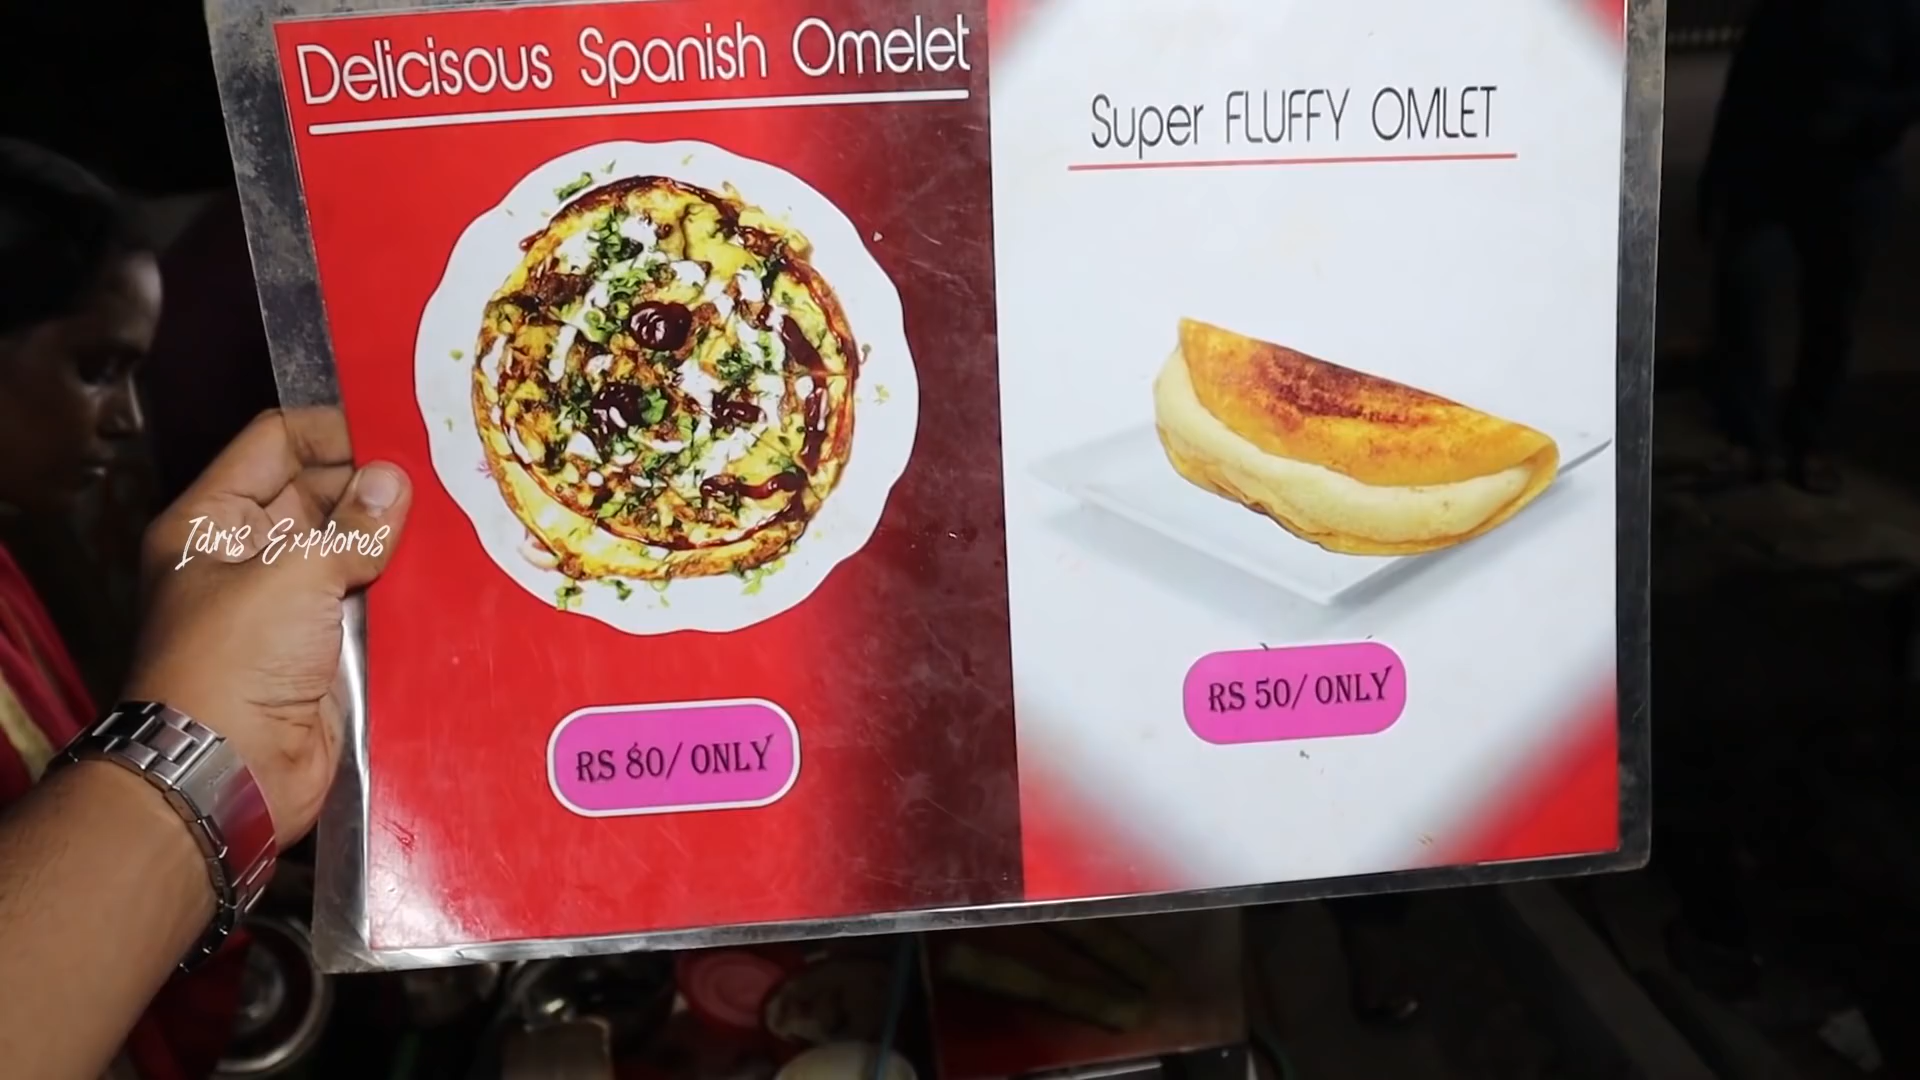 Delicisous Spanish Omelet
Super FLUFFY OMLET
Idris Explores
RS 80/ ONLY
RS 50/ ONLY